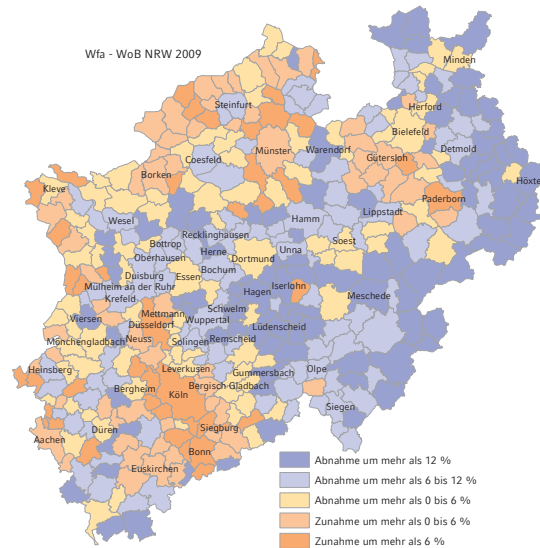 Wfa - WoB NRW 2009
Minden
Steinfurt
Herford
Bielefeld
Münster
Warendorf
Detmold
Coesfeld
Gütersloh
Borken
Höxte
Kleve
Paderborn
Lippstadt
Wesel
Hamm
Recklinghausen
Soest
Bottrop
Herne
Unna
Oberhausen
Dortmund
Bochum
Duisburg
Essen
Mülheim an der Ruhr
Iserlohn
Hagen
Krefeld
Meschede
Schwelm
Mettmann
Viersen
Wuppertal
Düsseldorf
Lüdenscheid
Neuss
Remscheid
Mönchengladbach
Solingen
Heinsberg
Leverkusen
Olpe
Gummersbach
Bergheim
Bergisch Gladbach
Köln
Siegen
Siegburg
Düren
Aachen
Bonn
Euskirchen
Abnahme um mehr als 12 %
Abnahme um mehr als 6 bis 12 %
Abnahme um mehr als 0 bis 6 %
Zunahme um mehr als 0 bis 6 %
Zunahme um mehr als 6 %